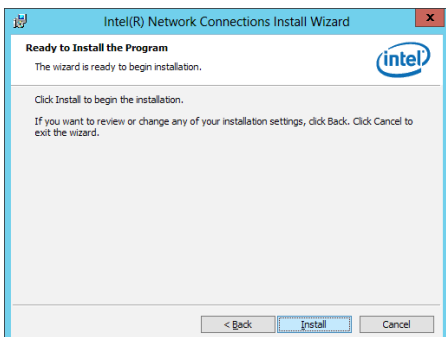 Intel(R) Network Connections Install Wizard
x
Ready to Install the Program
The wizard is ready to begin installation.
intel
Click Install to begin the installation.
If you want to review or change any of your installation settings, click Back. Click Cancel to
exit the wizard.
< Back
Install
Cancel